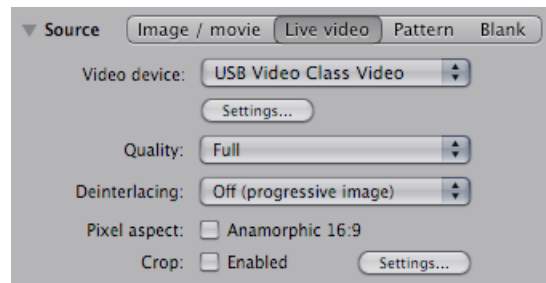 Source Image / movie Live video Pattern Blank
Video device: USB Video Class Video
Settings...
Quality: Full
Deinterlacing: Off (progressive image)
Pixel aspect: Anamorphic 16:9
Crop: Enabled Settings...